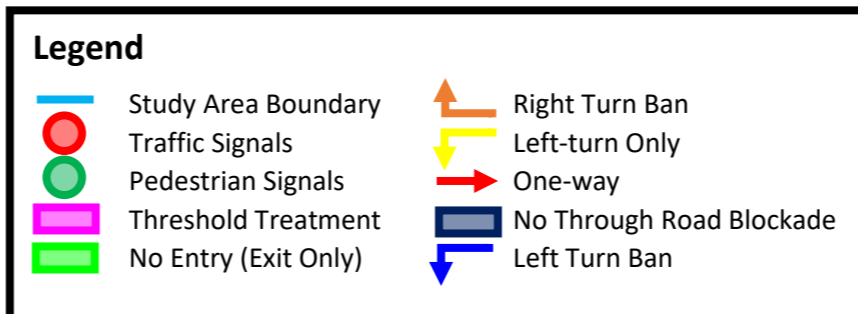 Legend
Study Area Boundary
Traffic Signals
Pedestrian Signals
Threshold Treatment
No Entry (Exit Only)
Right Turn Ban
Left-turn Only
One-way
No Through Road Blockade
Left Turn Ban